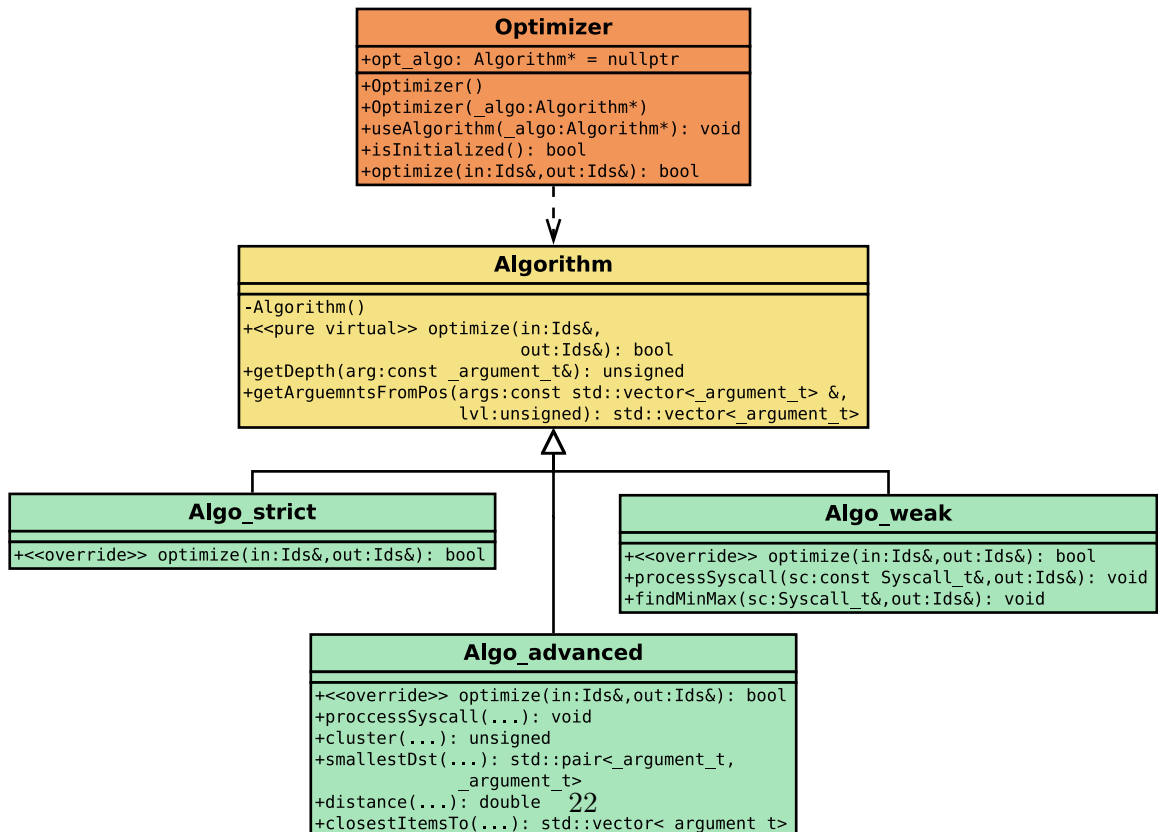 Optimizer
+opt_algo: Algorithm* = nullptr
+Optimizer()
+Optimizer(_algo:Algorithm*)
+useAlgorithm(_algo:Algorithm*): void
+isInitialized(): bool
+optimize(in:Ids&,out:Ids&): bool
Algorithm
-Algorithm()
+<<pure virtual>> optimize(in:Ids&,
out:Ids&): bool
+getDepth(arg:const _argument_t&): unsigned
+getArguemntsFromPos(args:const std::vector<_argument_t> &,
lvl:unsigned): std::vector<_argument_t>
Algo_strict
+<<override>> optimize(in:Ids&,out:Ids&): bool
Algo_weak
+<<override>> optimize(in:Ids&,out:Ids&): bool
+processSyscall(sc:const Syscall_t&,out:Ids&): void
+findMinMax(sc:Syscall_t&,out:Ids&): void
Algo_advanced
+<<override>> optimize(in:Ids&,out:Ids&): bool
+proccessSyscall(...): void
+cluster(...): unsigned
+smallestDst(...): std::pair<_argument_t,
_argument_t>
+distance(...): double
22
+closestItemsTo(...): std::vector<_argument_t>